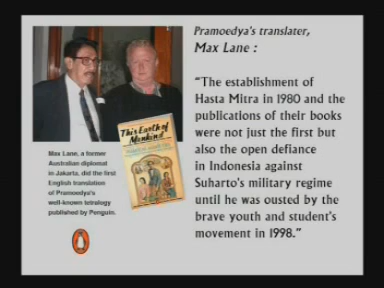 Pramoedya's translater,
Max Lane :
"The establishment of
Hasta Mitra in 1980 and the
publications of their books
were not just the first but
also the open defiance
in Indonesia against
Suharto's military regime
until he was ousted by the
brave youth and student's
movement in 1998."
This Earth of
Mankind
Max Lane, a former
Australian diplomat
in Jakarta, did the first
English translation
of Pramoedya's
well-known tetralogy
published by Penguin.